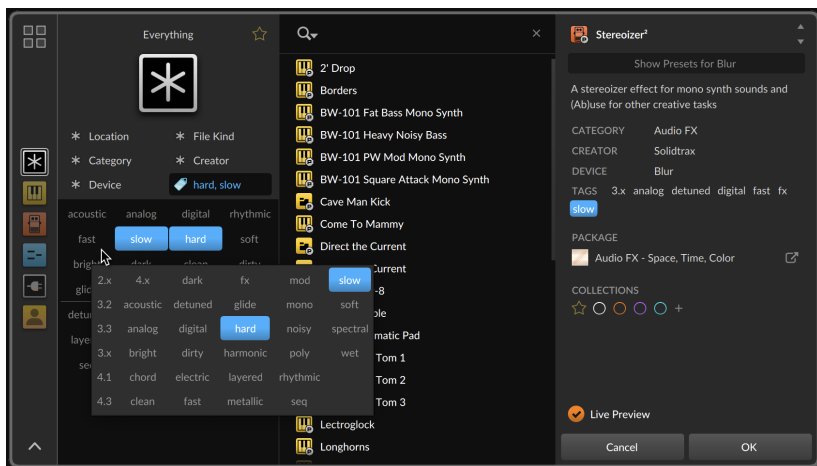 Everything
* Location
* File Kind
* Category
* Creator
* Device
hard, slow
acoustic analog digital rhythmic
fast slow hard soft
dark clean dirty
2.x 4.x dark fx mod slow
3.2 acoustic detuned glide mono soft
3.3 analog digital hard noisy spectral
3.x bright dirty harmonic poly wet
4.1 chord electric layered rhythmic
4.3 clean fast metallic seq
2' Drop
Borders
BW-101 Fat Bass Mono Synth
BW-101 Heavy Noisy Bass
BW-101 PW Mod Mono Synth
BW-101 Square Attack Mono Synth
Cave Man Kick
Come To Mammy
Direct the Current
Current
-8
ple
matic Pad
Tom 1
Tom 2
Tom 3
Lectroglock
Longhorns
Stereoizer²
Show Presets for Blur
A stereoizer effect for mono synth sounds and
(Ab)use for other creative
tasks
CATEGORY Audio FX
CREATOR Solidtrax
DEVICE Blur
TAGS 3.x analog detuned digital fast fx
slow
PACKAGE
Audio FX - Space, Time, Color
COLLECTIONS
Live Preview
Cancel
OK